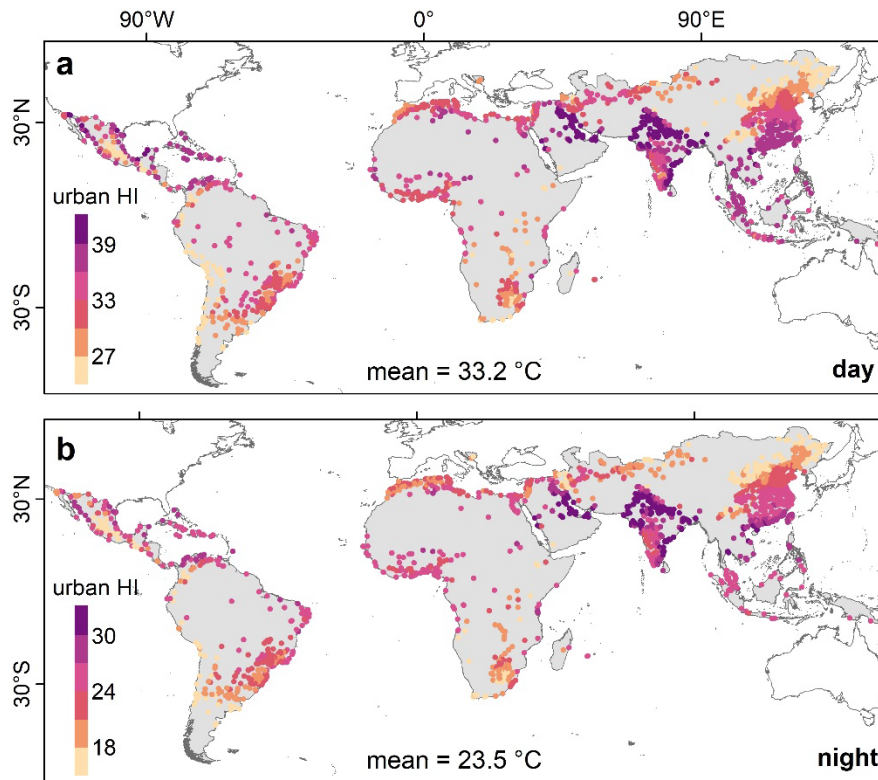 90°W 0° 90°E
a
30°N
urban HI
39
33
27
30°S
mean = 33.2 °C
day
b
30°N
urban HI
30
24
18
30°S
mean = 23.5 °C
night